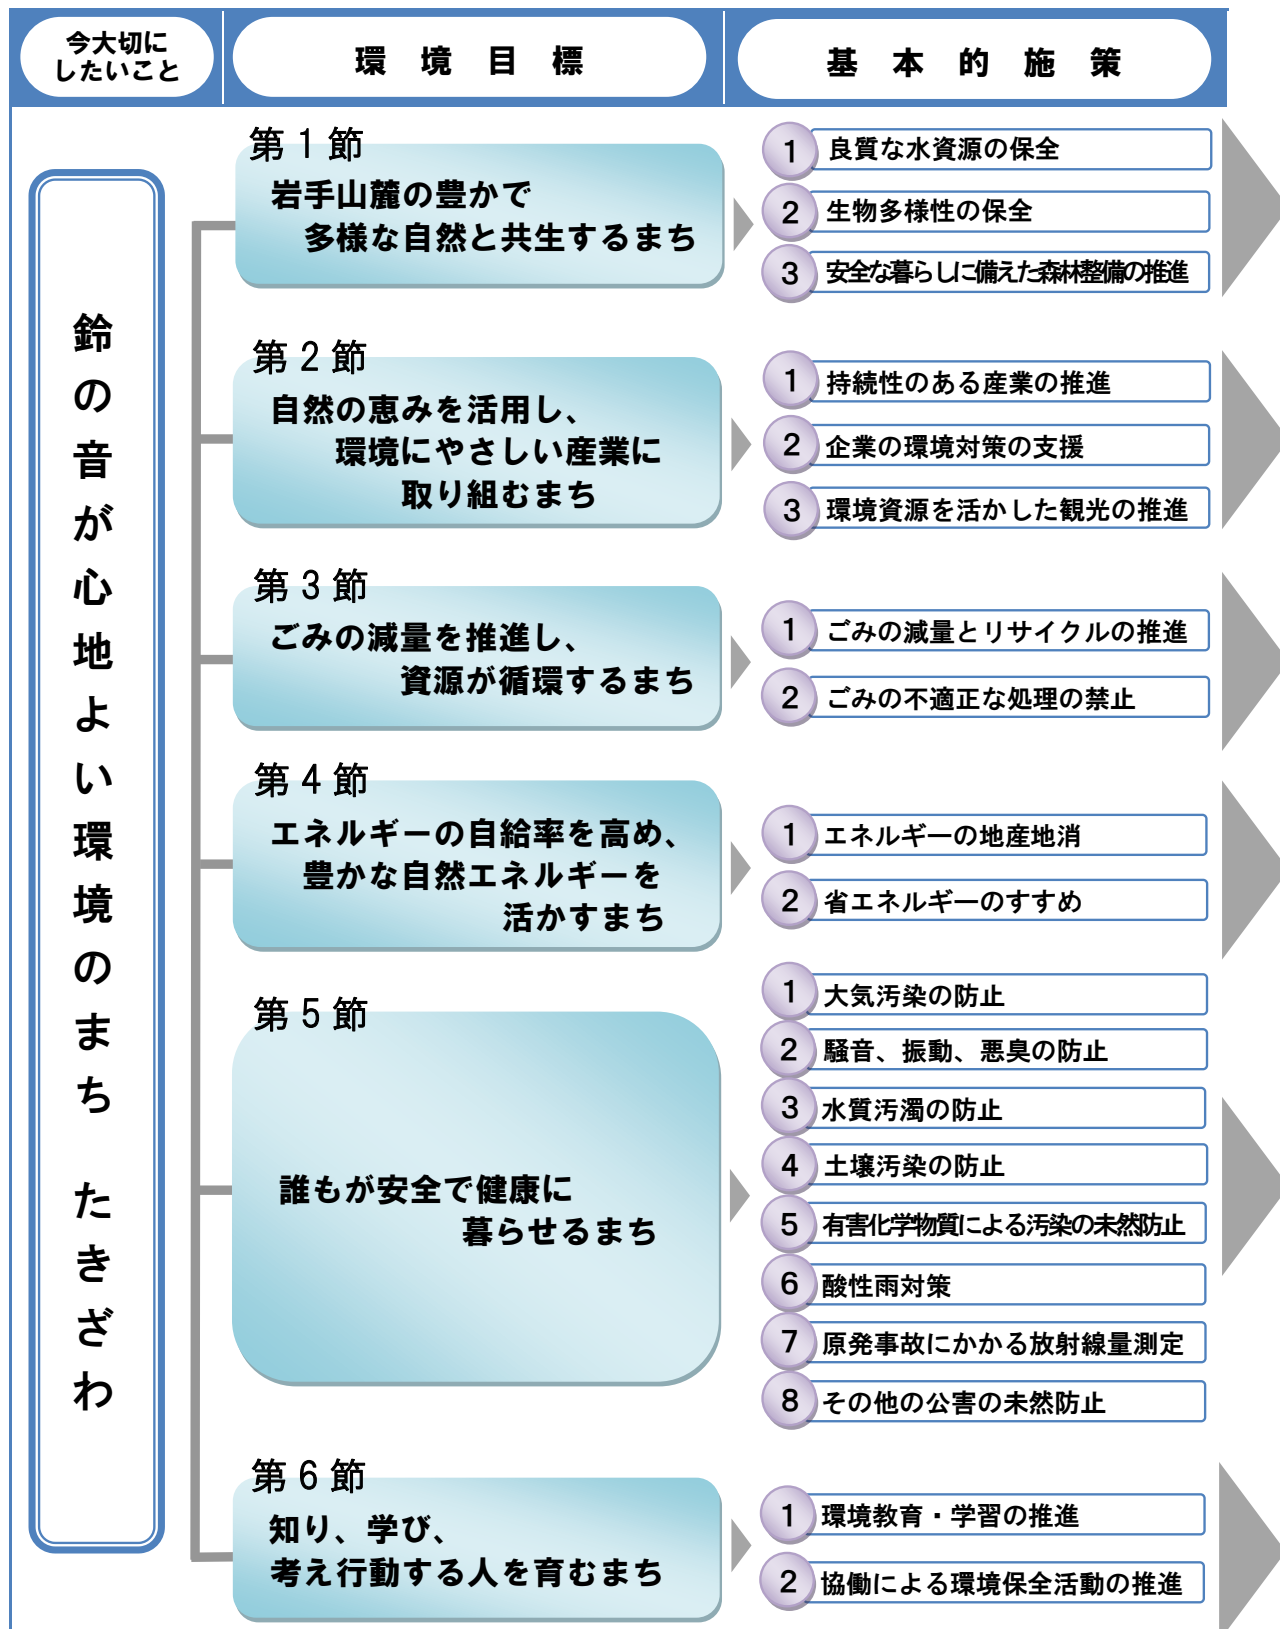 今大切に
したいこと
環境目標
基本的施策
鈴の音が心地よい環境のまち たきざわ
第1節
岩手山麓の豊かで
多様な自然と共生するまち
1 良質な水資源の保全
2 生物多様性の保全
3 安全な暮らしに備えた森林整備の推進
第2節
自然の恵みを活用し、
環境にやさしい産業に
取り組むまち
1 持続性のある産業の推進
2 企業の環境対策の支援
3 環境資源を活かした観光の推進
第3節
ごみの減量を推進し、
資源が循環するまち
1 ごみの減量とリサイクルの推進
2 ごみの不適正な処理の禁止
第4節
エネルギーの自給率を高め、
豊かな自然エネルギーを
活かすまち
1 エネルギーの地産地消
2 省エネルギーのすすめ
第5節
誰もが安全で健康に
暮らせるまち
1 大気汚染の防止
2 騒音、振動、悪臭の防止
3 水質汚濁の防止
4 土壌汚染の防止
5 有害化学物質による汚染の未然防止
6 酸性雨対策
7 原発事故にかかる放射線量測定
8 その他の公害の未然防止
第6節
知り、学び、
考え行動する人を育むまち
1 環境教育・学習の推進
2 協働による環境保全活動の推進